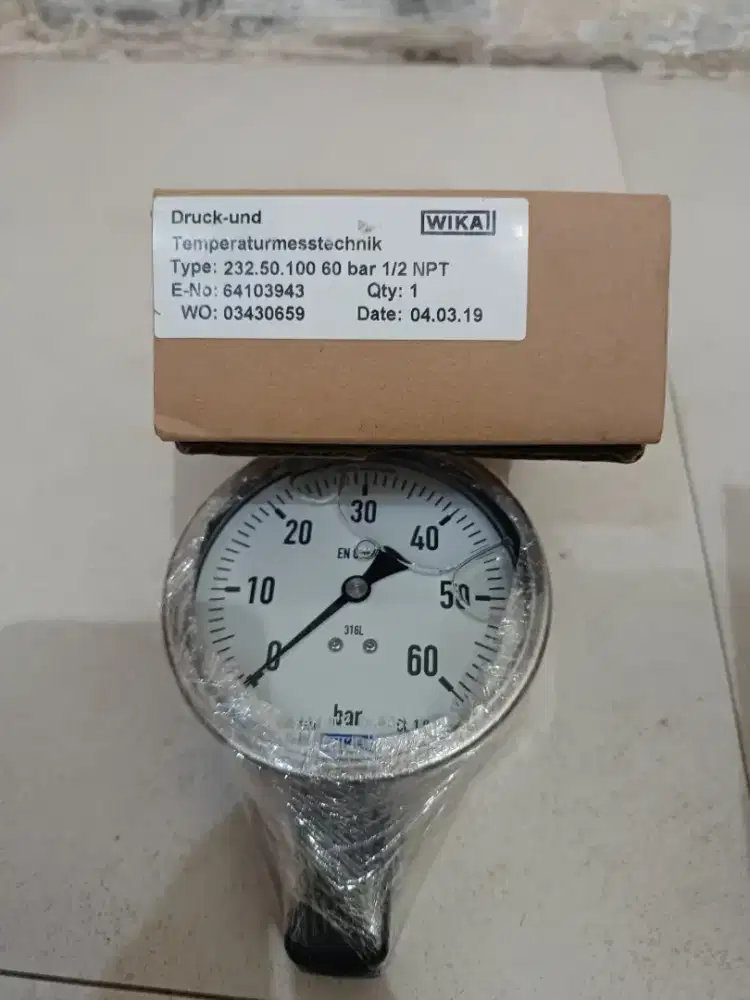 Druck-und
WIKA
Temperaturmesstechnik
Type: 232.50.100 60 bar 1/2 NPT
E-No: 64103943 Qty: 1
WO: 03430659 Date: 04.03.19
30
20
40
EN
10
50
316L
0
60
bar